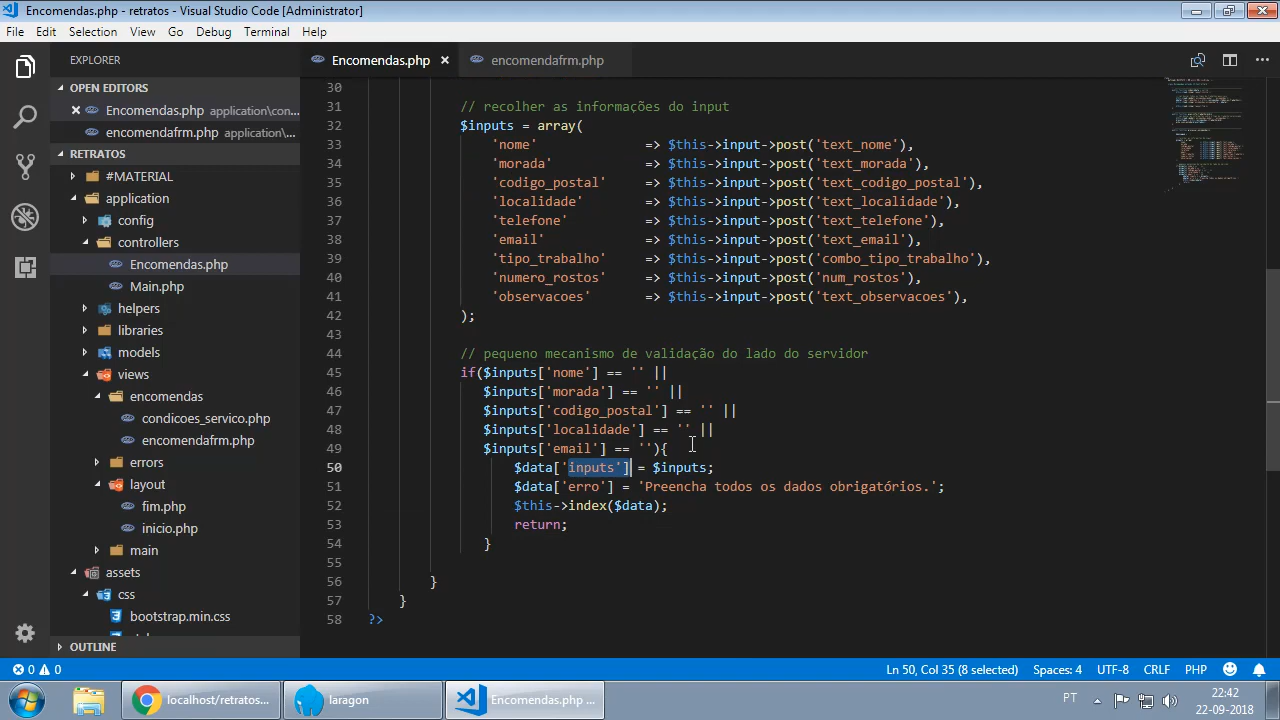 Encomendas.php - retratos - Visual Studio Code [Administrator]
File Edit Selection View Go Debug Terminal Help
EXPLORER
Encomendas.php
encomendafrm.php
OPEN EDITORS
Encomendas.php application\con...
encomendafrm.php application\...
RETRATOS
#MATERIAL
application
config
controllers
Encomendas.php
Main.php
helpers
libraries
models
views
encomendas
condicoes_servico.php
encomendafrm.php
errors
layout
fim.php
inicio.php
main
assets
css
bootstrap.min.css
OUTLINE
30
31 // recolher as informações do input
32 $inputs = array(
33 'nome' => $this->input->post('text_nome'),
34 'morada' => $this->input->post('text_morada'),
35 'codigo_postal' => $this->input->post('text_codigo_postal'),
36 'localidade' => $this->input->post('text_localidade'),
37 'telefone' => $this->input->post('text_telefone'),
38 'email' => $this->input->post('text_email'),
39 'tipo_trabalho' => $this->input->post('combo_tipo_trabalho'),
40 'numero_rostos' => $this->input->post('num_rostos'),
41 'observacoes' => $this->input->post('text_observacoes'),
42 );
43
44 // pequeno mecanismo de validação do lado do servidor
45 if($inputs['nome'] == '' ||
46 $inputs['morada'] == '' ||
47 $inputs['codigo_postal'] == '' ||
48 $inputs['localidade'] == '' ||
49 $inputs['email'] == ''){
50 $data['inputs'] = $inputs;
51 $data['erro'] = 'Preencha todos os dados obrigatórios.';
52 $this->index($data);
53 return;
54 }
55
56 }
57 }
58 ?>
0 0
Ln 50, Col 35 (8 selected) Spaces: 4 UTF-8 CRLF PHP
localhost/retratos...
laragon
Encomendas.php ...
PT
22:42
22-09-2018